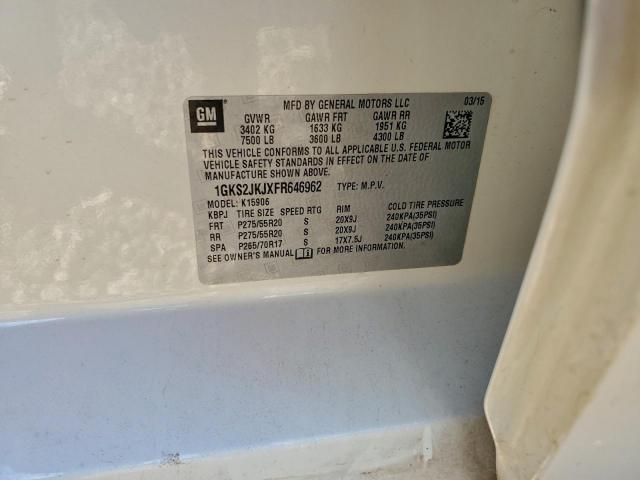 GM
MFD BY GENERAL MOTORS LLC 03/15
GVWR GAWR FRT GAWR RR
3402 KG 1633 KG 1951 KG
7500 LB 3600 LB 4300 LB
THIS VEHICLE CONFORMS TO ALL APPLICABLE U.S. FEDERAL MOTOR
VEHICLE SAFETY STANDARDS IN EFFECT ON THE DATE OF
MANUFACTURE SHOWN ABOVE.
1GKS2JKJXFR646962 TYPE: M.P.V.
MODEL: K15906
KBPJ TIRE SIZE SPEED RTG RIM COLD TIRE PRESSURE
FRT P275/55R20 S 20X9J 240KPA(35PSI)
RR P275/55R20 S 20X9J 240KPA(35PSI)
SPA P265/70R17 S 17X7.5J 240KPA(35PSI)
SEE OWNER'S MANUAL FOR MORE INFORMATION.